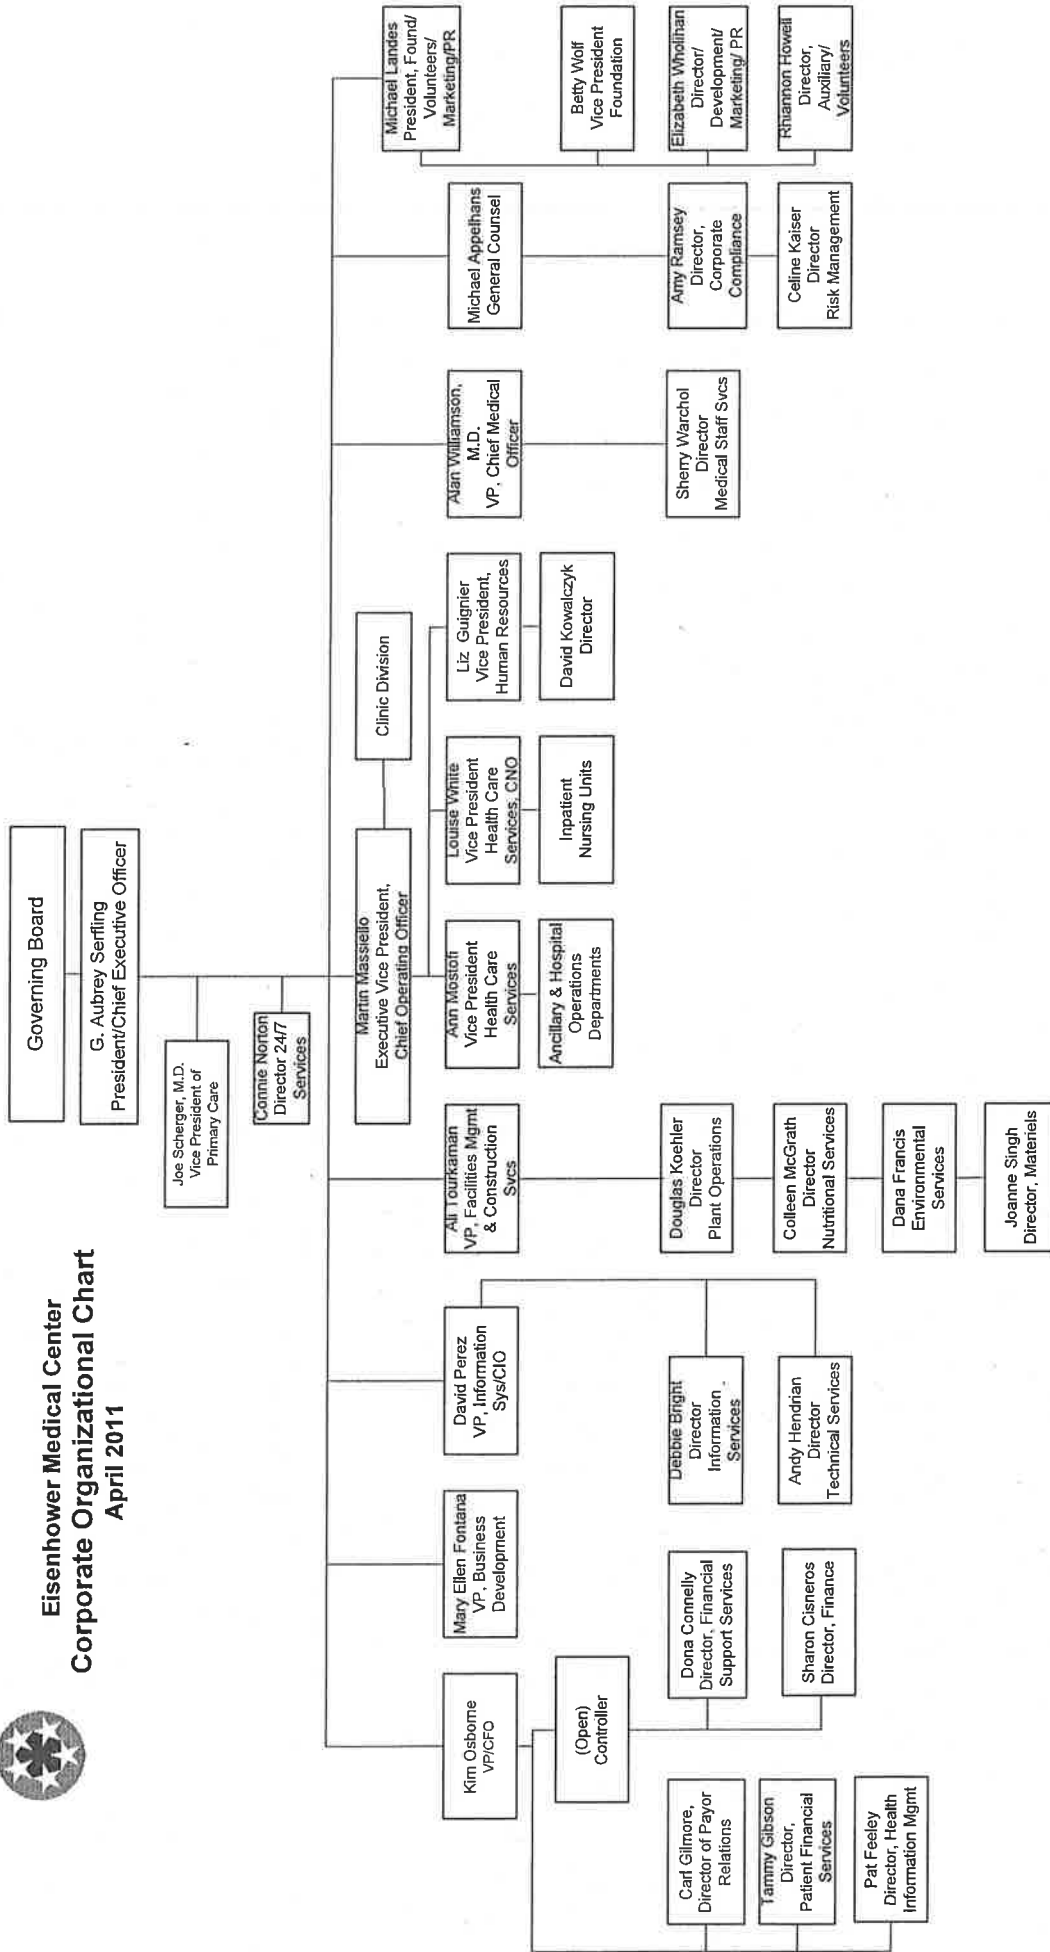 Eisenhower Medical Center
Corporate Organizational Chart
April 2011
Governing Board
G. Aubrey Serfling
President/Chief Executive Officer
Joe Scherger, M.D.
Vice President of
Primary Care
Connie Norton
Director 24/7
Services
Martin Massiello
Executive Vice President,
Chief Operating Officer
Clinic Division
Kim Osborne
VP/CFO
Mary Ellen Fontana
VP, Business
Development
David Perez
VP, Information
Sys/CIO
Ali Tourkaman
VP, Facilities Mgmt
& Construction
Svcs
Ann Mostofi
Vice President
Health Care
Services
Louise White
Vice President
Health Care
Services, CNO
Liz Guignier
Vice President,
Human Resources
Alan Williamson,
M.D.
VP, Chief Medical
Officer
Michael Appelhans
General Counsel
Michael Landes
President, Found/
Volunteers/
Marketing/PR
(Open)
Controller
Ancillary & Hospital
Operations
Departments
Inpatient
Nursing Units
David Kowalczyk
Director
Betty Wolf
Vice President
Foundation
Carl Gilmore,
Director of Payor
Relations
Dona Connelly
Director, Financial
Support Services
Debbie Bright
Director
Information
Services
Douglas Koehler
Director
Plant Operations
Sherry Warchol
Director
Medical Staff Svcs
Amy Ramsey
Director,
Corporate
Compliance
Elizabeth Wholihan
Director/
Development/
Marketing/ PR
Tammy Gibson
Director,
Patient Financial
Services
Sharon Cisneros
Director, Finance
Andy Hendrian
Director
Technical Services
Colleen McGrath
Director
Nutritional Services
Celine Kaiser
Director
Risk Management
Rhiannon Howell
Director,
Auxiliary/
Volunteers
Pat Feeley
Director, Health
Information Mgmt
Dana Francis
Environmental
Services
Joanne Singh
Director, Materiels